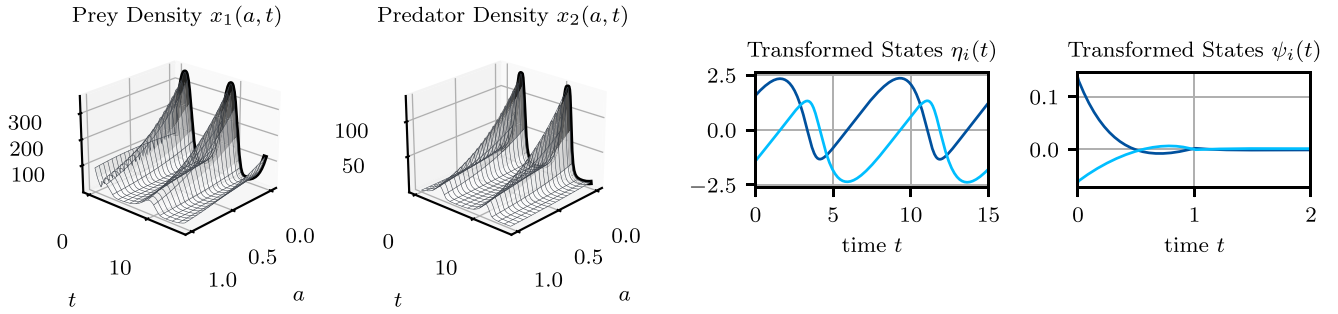 Prey Density x₁(a, t)
300
200
100
0
10
t
0.0
0.5
1.0
a
Predator Density x₂(a, t)
100
50
0
10
t
0.0
0.5
1.0
a
Transformed States ηᵢ(t)
2.5
0.0
−2.5
0 5 10 15
time t
Transformed States ψᵢ(t)
0.1
0.0
0 1 2
time t